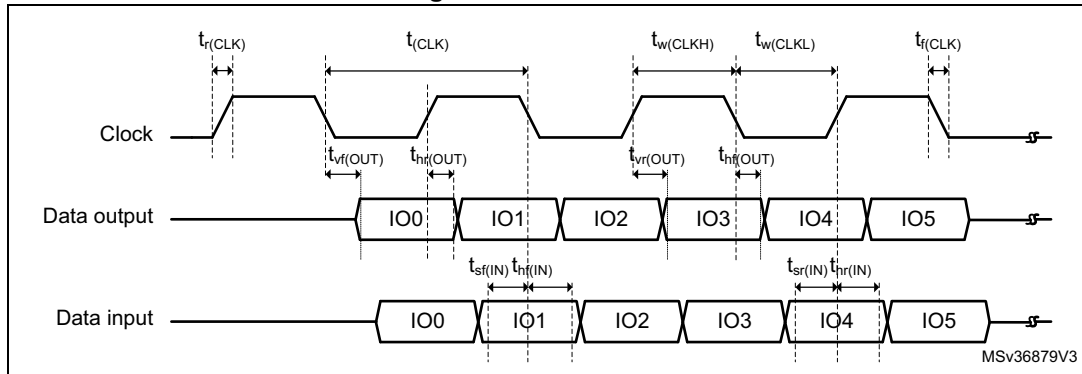 t_r(CLK) t_(CLK) t_w(CLKH) t_w(CLKL) t_f(CLK)
Clock
t_vf(OUT) t_hr(OUT) t_vr(OUT) t_hf(OUT)
Data output IO0 IO1 IO2 IO3 IO4 IO5
t_sf(IN) t_hf(IN) t_sr(IN) t_hr(IN)
Data input IO0 IO1 IO2 IO3 IO4 IO5
MSv36879V3